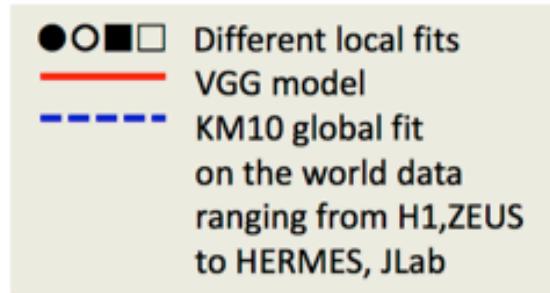 Different local fits
VGG model
KM10 global fit
on the world data
ranging from H1,ZEUS
to HERMES, JLab